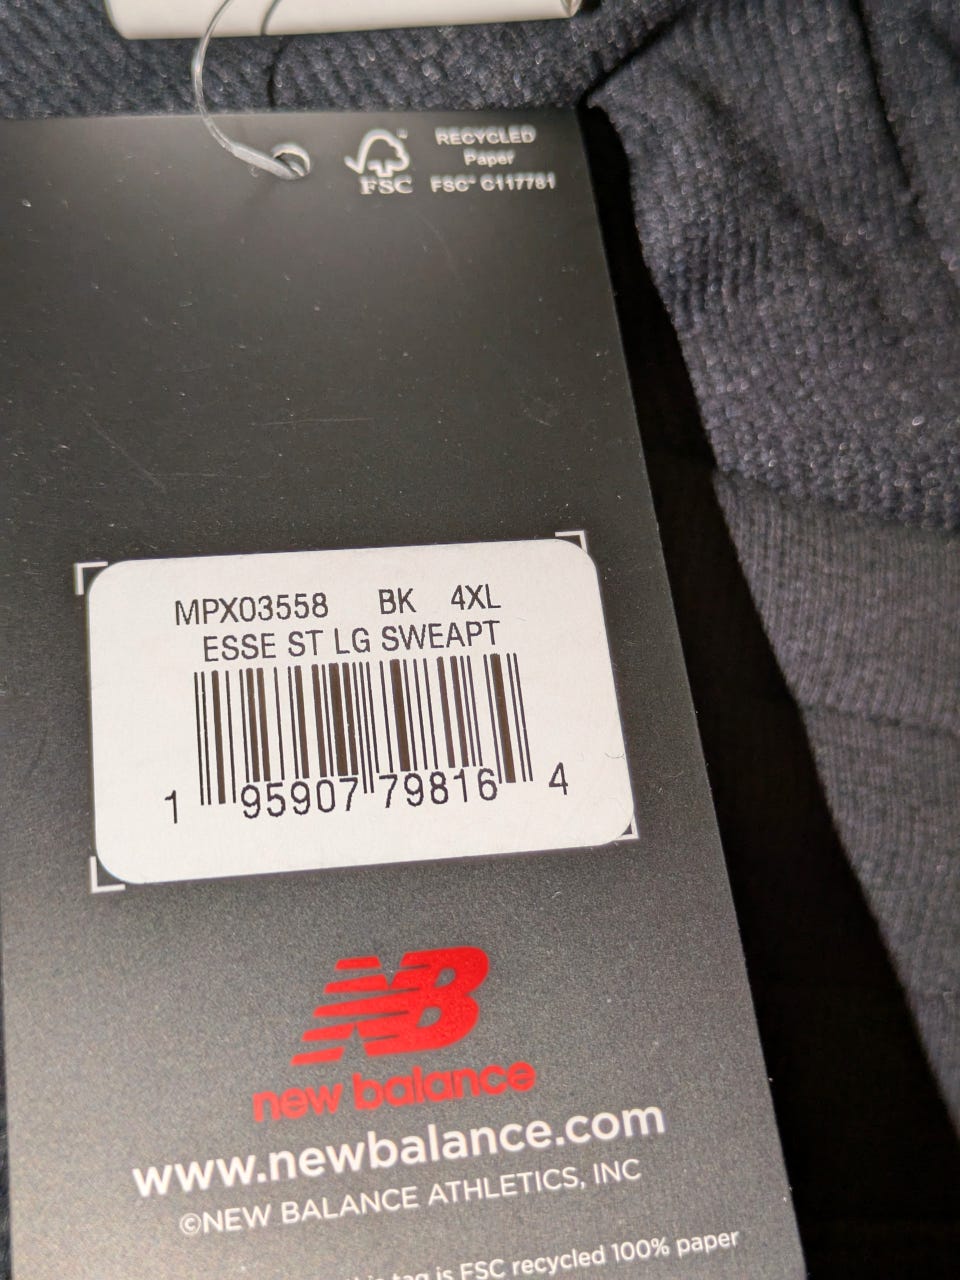 RECYCLED
Paper
FSC® C117781
FSC
MPX03558 BK 4XL
ESSE ST LG SWEAPT
1 95907 79816 4
NB
new balance
www.newbalance.com
©NEW BALANCE ATHLETICS, INC
tag is FSC recycled 100% paper